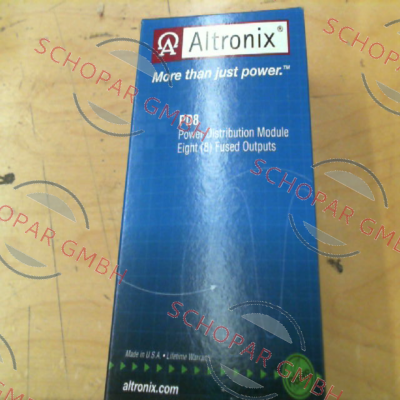 Altronix®
More than just power.™
PD8
Power Distribution Module
Eight (8) Fused Outputs
Made in U.S.A. • Lifetime Warranty
altronix.com
SCHOPAR GMBH
SCHOPAR GMBH
SCHOPAR GMBH
SCHOPAR GMBH